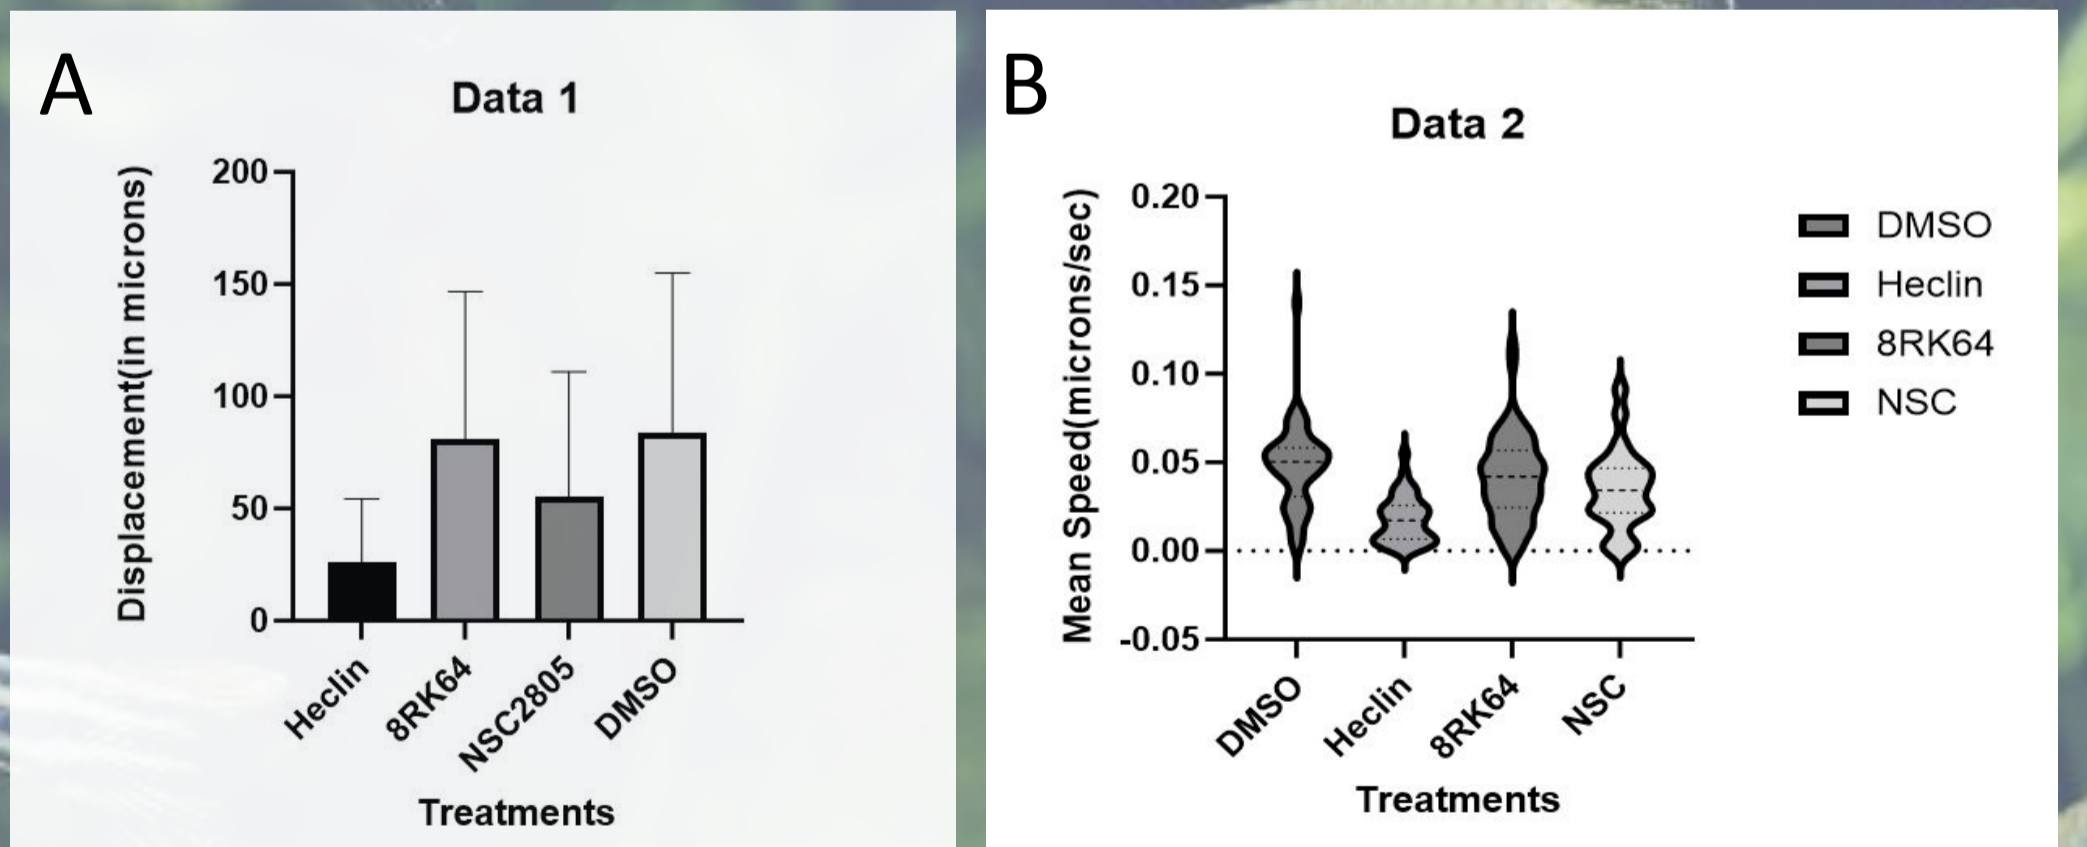 A
Data 1
Displacement(in microns)
200
150
100
50
0
Heclin
8RK64
NSC2805
DMSO
Treatments
B
Data 2
Mean Speed(microns/sec)
0.20
0.15
0.10
0.05
0.00
-0.05
DMSO
Heclin
8RK64
NSC
Treatments
DMSO
Heclin
8RK64
NSC